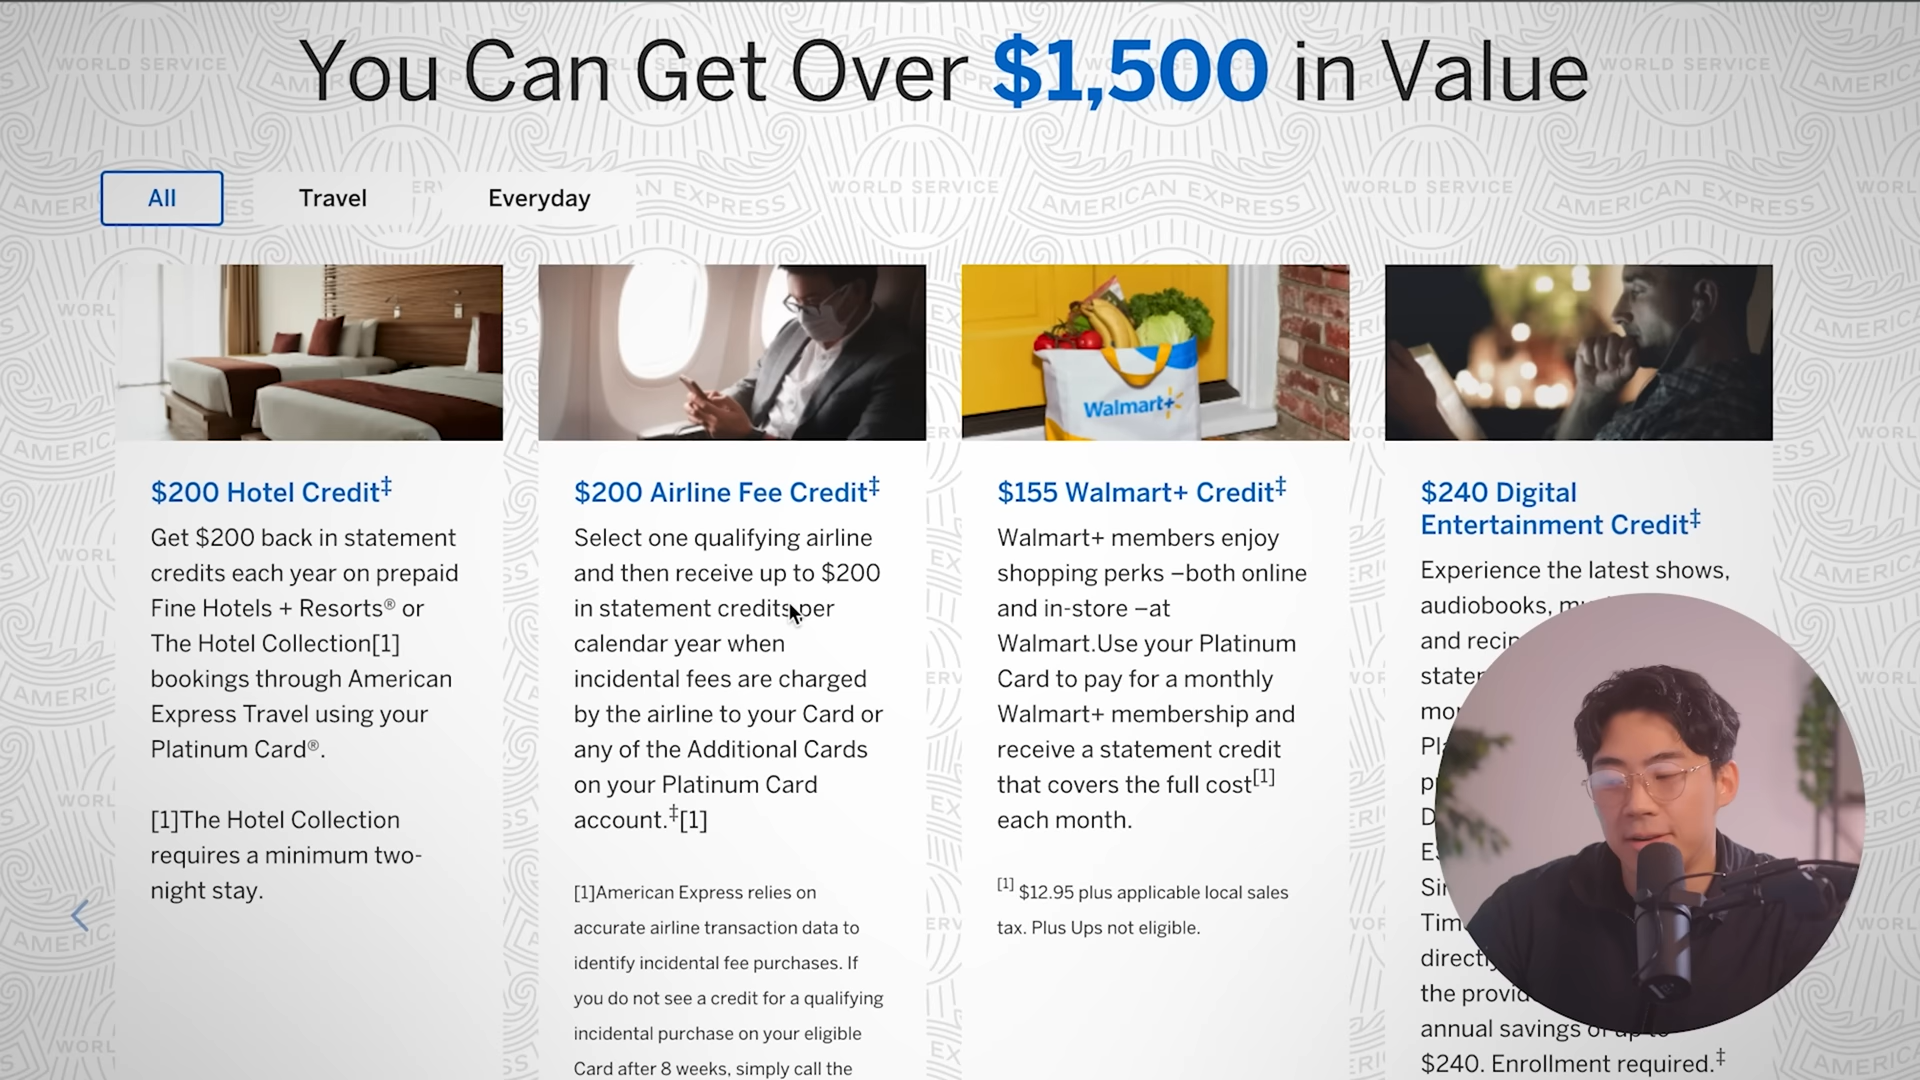 You Can Get Over $1,500 in Value
All
Travel
Everyday
Walmart+
$200 Hotel Credit‡
Get $200 back in statement
credits each year on prepaid
Fine Hotels + Resorts® or
The Hotel Collection[1]
bookings through American
Express Travel using your
Platinum Card®.
[1]The Hotel Collection
requires a minimum two-
night stay.
$200 Airline Fee Credit‡
Select one qualifying airline
and then receive up to $200
in statement credits per
calendar year when
incidental fees are charged
by the airline to your Card or
any of the Additional Cards
on your Platinum Card
account.‡[1]
[1]American Express relies on
accurate airline transaction data to
identify incidental fee purchases. If
you do not see a credit for a qualifying
incidental purchase on your eligible
Card after 8 weeks, simply call the
$155 Walmart+ Credit‡
Walmart+ members enjoy
shopping perks –both online
and in-store –at
Walmart.Use your Platinum
Card to pay for a monthly
Walmart+ membership and
receive a statement credit
that covers the full cost[1]
each month.
[1] $12.95 plus applicable local sales
tax. Plus Ups not eligible.
$240 Digital
Entertainment Credit‡
Experience the latest shows,
audiobooks,
and
the
annual savings of up to
$240. Enrollment required.‡
WORLD SERVICE
AMERICAN EXPRESS